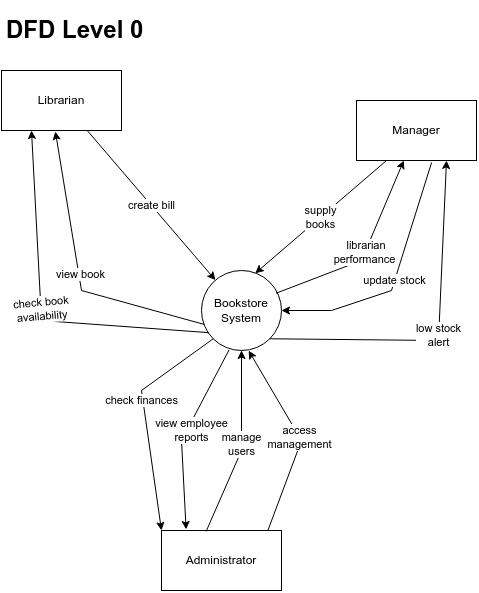 DFD Level 0
Librarian
Manager
create bill
supply
books
librarian
performance
view book
update stock
check book
availability
Bookstore
System
low stock
alert
check finances
view employee
reports
manage
users
access
management
Administrator